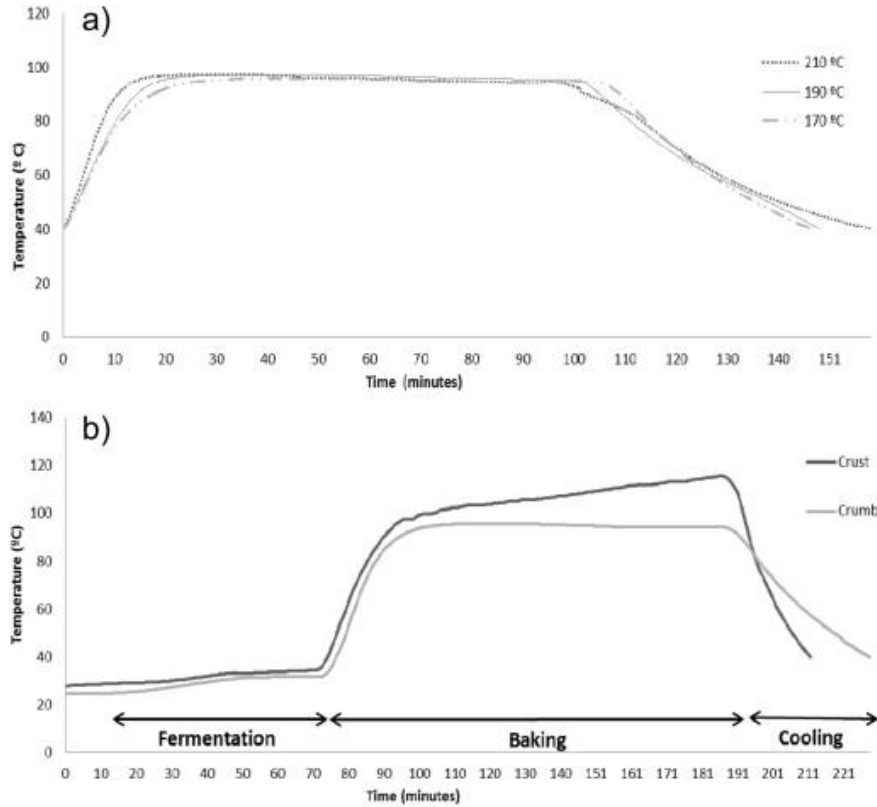 a)
120
100
80
60
40
20
0
Temperature (º C)
210 ºC
190 ºC
170 ºC
0 10 20 30 40 50 60 70 80 90 100 110 120 130 140 151
Time (minutes)
b)
140
120
100
80
60
40
20
0
Temperature (ºC)
Crust
Crumb
Fermentation Baking Cooling
0 10 20 30 40 50 60 70 80 90 100 110 120 130 140 151 161 171 181 191 201 211 221
Time (minutes)